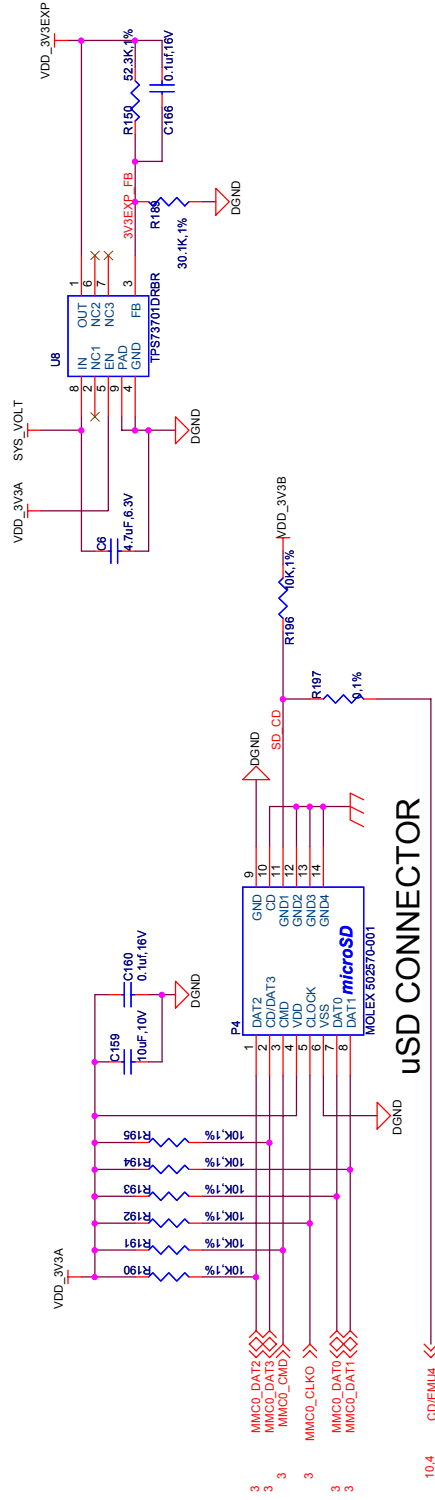 VDD_3V3EXP
52.3K,1%
R150
0.1uf,16V
C166
3V3EXP_FB
R189
30.1K,1%
DGND
U8
1
6
7
3
OUT
NC2
NC3
FB
IN
NC1
EN
PAD
GND
8
2
5
9
4
TPS73701DRBR
SYS_VOLT
VDD_3V3A
C6
4.7uF,6.3V
DGND
VDD_3V3B
10K,1%
R196
R197
0,1%
SD_CD
DGND
9
10
11
12
13
14
GND
CD
GND1
GND2
GND3
GND4
microSD
P4
DAT2
CD/DAT3
CMD
VDD
CLOCK
VSS
DAT0
DAT1
1
2
3
4
5
6
7
8
MOLEX 502570-001
uSD CONNECTOR
C160
0.1uf,16V
C159
10uF,10V
DGND
DGND
VDD_3V3A
R195
10K,1%
R194
10K,1%
R193
10K,1%
R192
10K,1%
R191
10K,1%
R190
10K,1%
MMC0_DAT2
3
MMC0_DAT3
3
MMC0_CMD
3
MMC0_CLKO
3
MMC0_DAT0
3
MMC0_DAT1
3
CD/EMU4
10,4